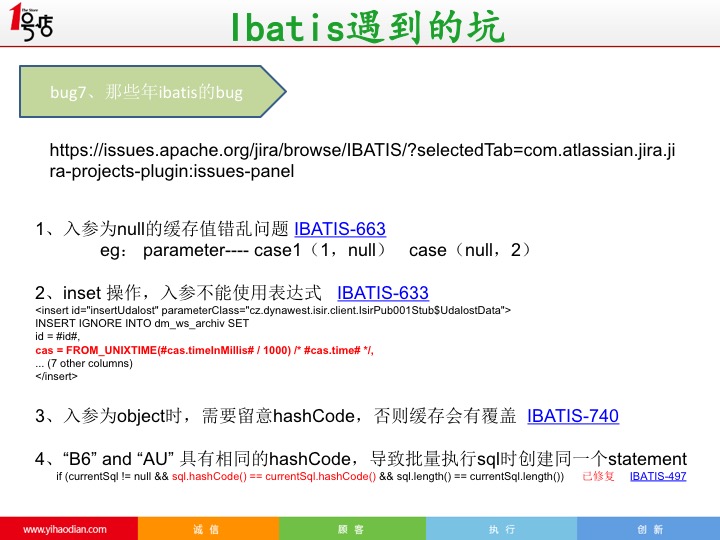 The Store
1号店
Ibatis遇到的坑
bug7、那些年ibatis的bug
https://issues.apache.org/jira/browse/IBATIS/?selectedTab=com.atlassian.jira.ji
ra-projects-plugin:issues-panel
1、入参为null的缓存值错乱问题 IBATIS-663
eg： parameter---- case1（1，null） case（null，2）
2、inset 操作，入参不能使用表达式 IBATIS-633
<insert id="insertUdalost" parameterClass="cz.dynawest.isir.client.IsirPub001Stub$UdalostData">
INSERT IGNORE INTO dm_ws_archiv SET
id = #id#,
cas = FROM_UNIXTIME(#cas.timeInMillis# / 1000) /* #cas.time# */,
... (7 other columns)
</insert>
3、入参为object时，需要留意hashCode，否则缓存会有覆盖 IBATIS-740
4、“B6” and “AU” 具有相同的hashCode，导致批量执行sql时创建同一个statement
if (currentSql != null && sql.hashCode() == currentSql.hashCode() && sql.length() == currentSql.length()) 已修复 IBATIS-497
www.yihaodian.com 诚 信 顾 客 执 行 创 新